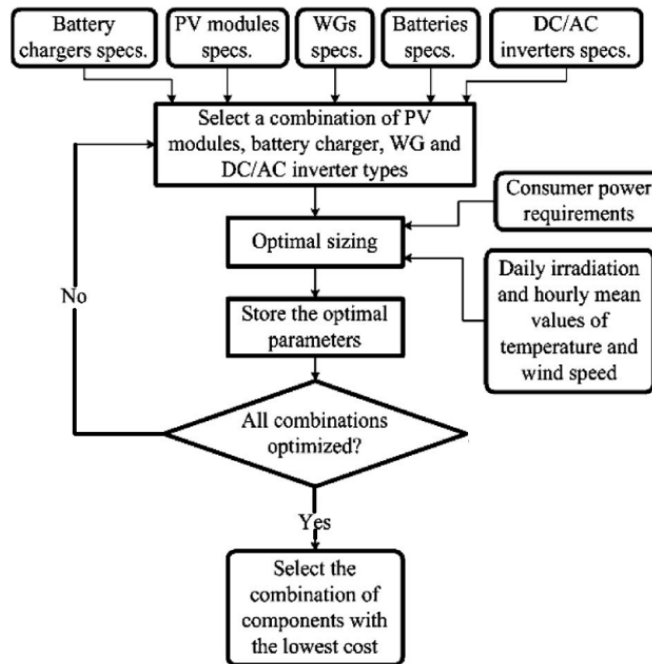 Battery
chargers specs.
PV modules
specs.
WGs
specs.
Batteries
specs.
DC/AC
inverters specs.
Select a combination of PV
modules, battery charger, WG and
DC/AC inverter types
Consumer power
requirements
Optimal sizing
Daily irradiation
and hourly mean
values of
temperature and
wind speed
No
Store the optimal
parameters
All combinations
optimized?
Yes
Select the
combination of
components with
the lowest cost